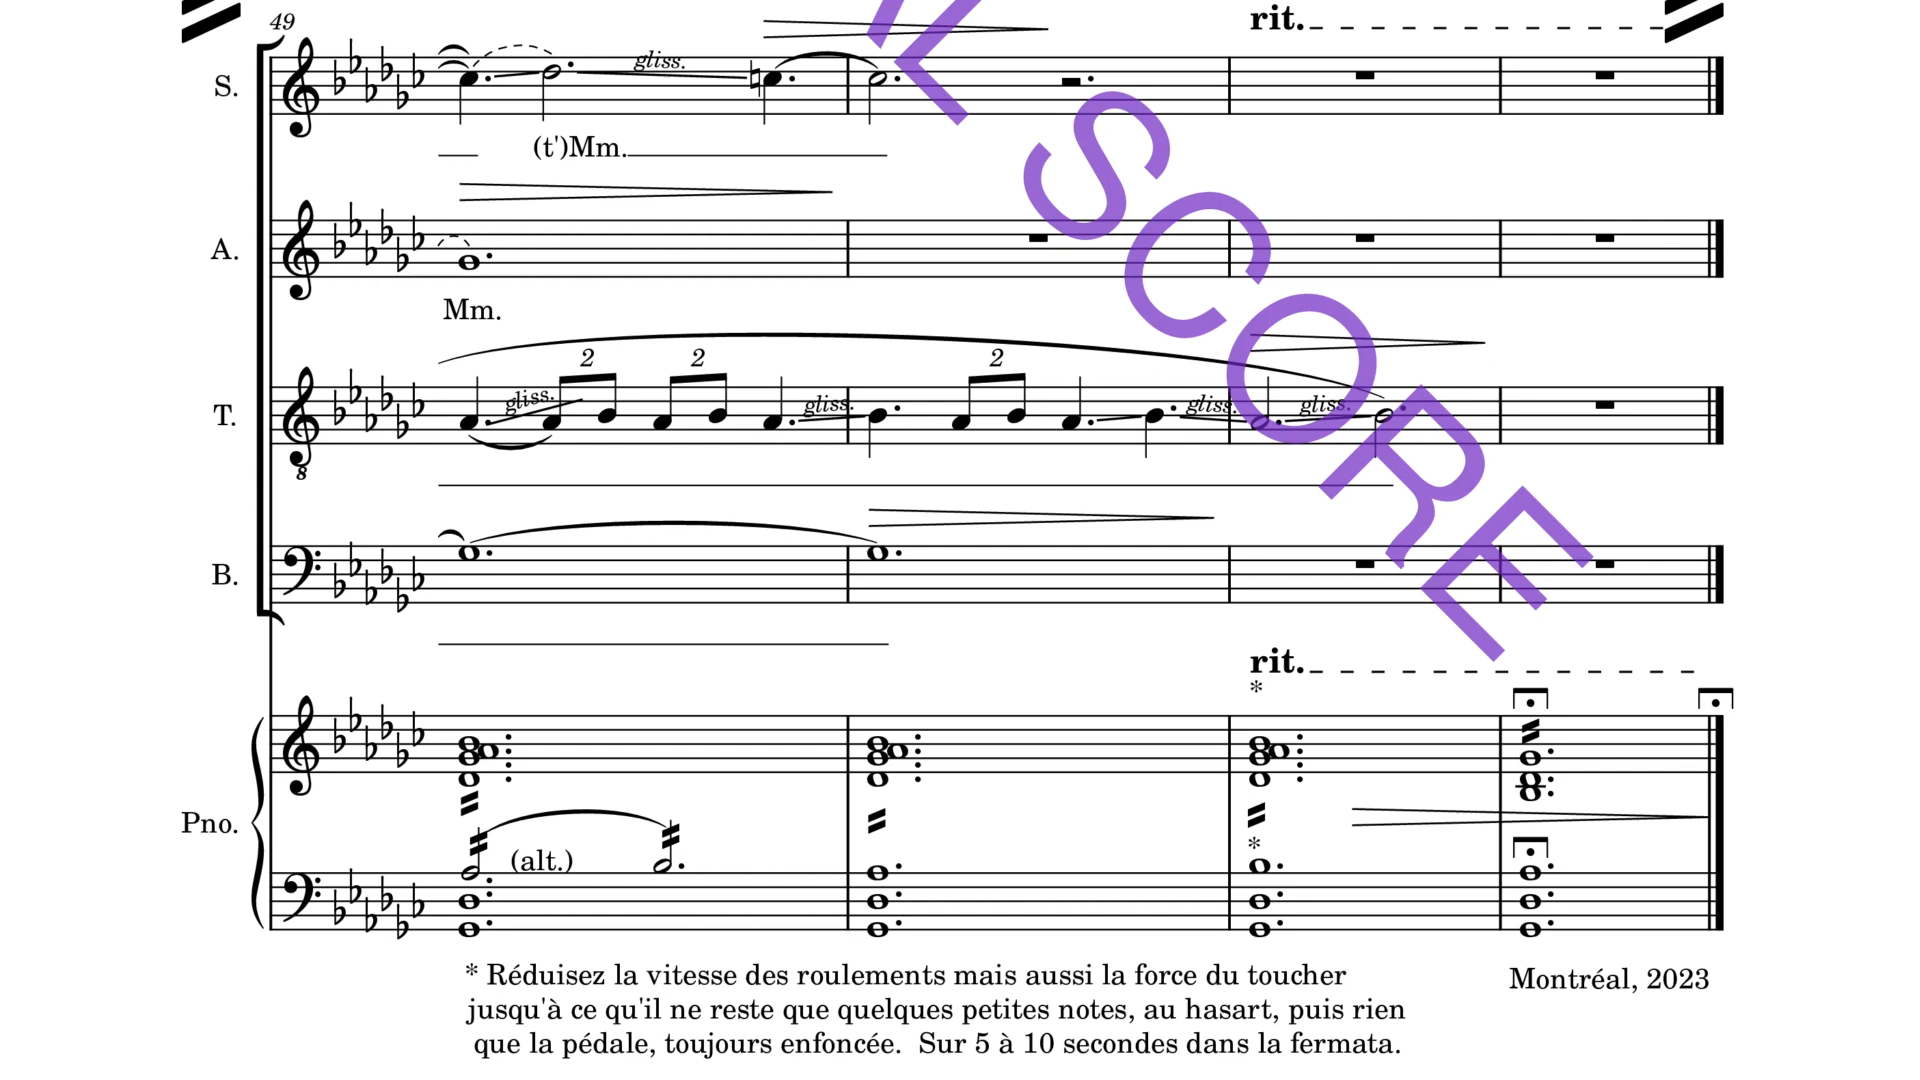 49
rit.
S.
gliss.
(t')Mm.
A.
Mm.
T.
2 2 2
gliss. gliss. gliss. gliss.
8
B.
L SCORE
rit.
*
Pno.
(alt.)
*
* Réduisez la vitesse des roulements mais aussi la force du toucher
jusqu'à ce qu'il ne reste que quelques petites notes, au hasart, puis rien
que la pédale, toujours enfoncée. Sur 5 à 10 secondes dans la fermata.
Montréal, 2023